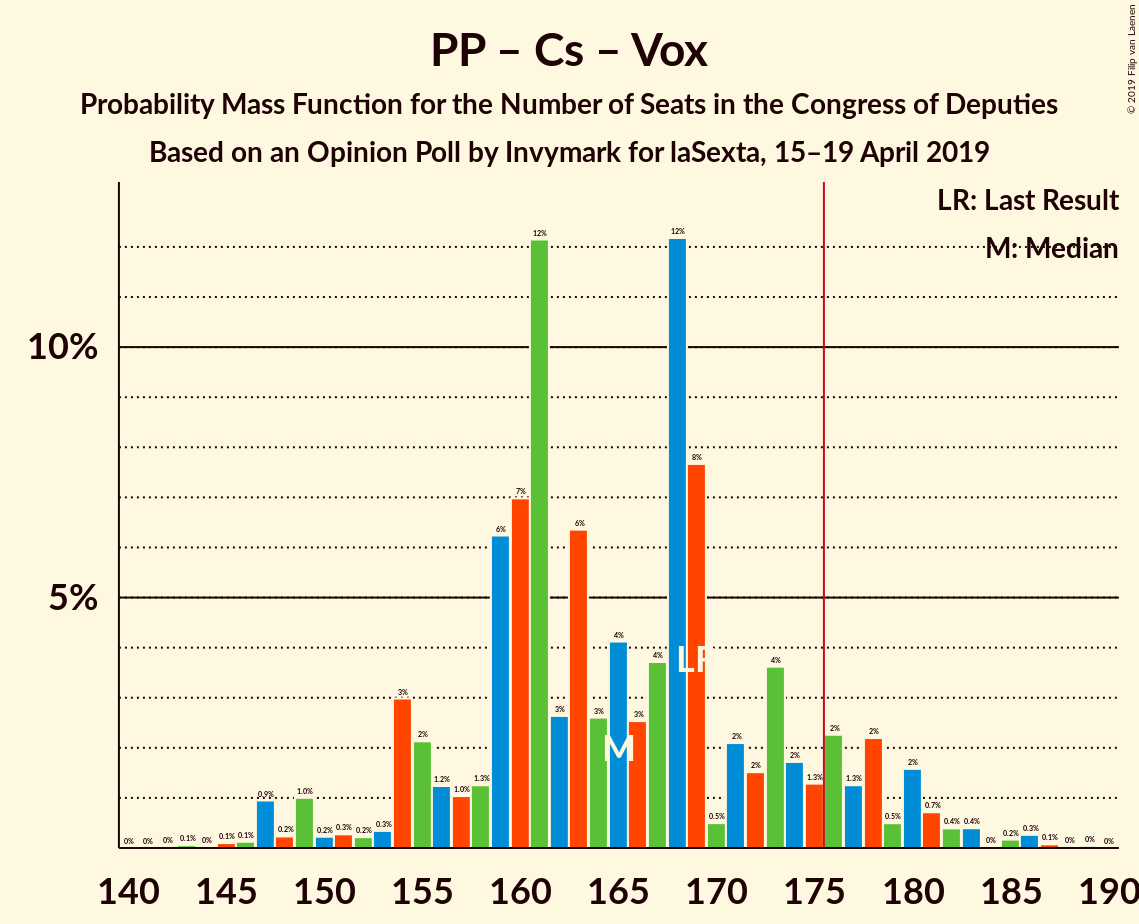 PP – Cs – Vox
Probability Mass Function for the Number of Seats in the Congress of Deputies
Based on an Opinion Poll by Invymark for laSexta, 15–19 April 2019
© 2019 Filip van Laenen
LR: Last Result
M: Median
10%
5%
0% 0% 0% 0.1% 0% 0.1% 0.1% 0.9% 0.2% 1.0% 0.2% 0.3% 0.2% 0.3% 3% 2% 1.2% 1.0% 1.3% 6% 7% 12% 3% 6% 3% 4% 3% 4% 12% 8% 0.5% 2% 2% 4% 2% 1.3% 2% 1.3% 2% 0.5% 2% 0.7% 0.4% 0.4% 0% 0.2% 0.3% 0.1% 0% 0% 0%
LR
M
140 145 150 155 160 165 170 175 180 185 190